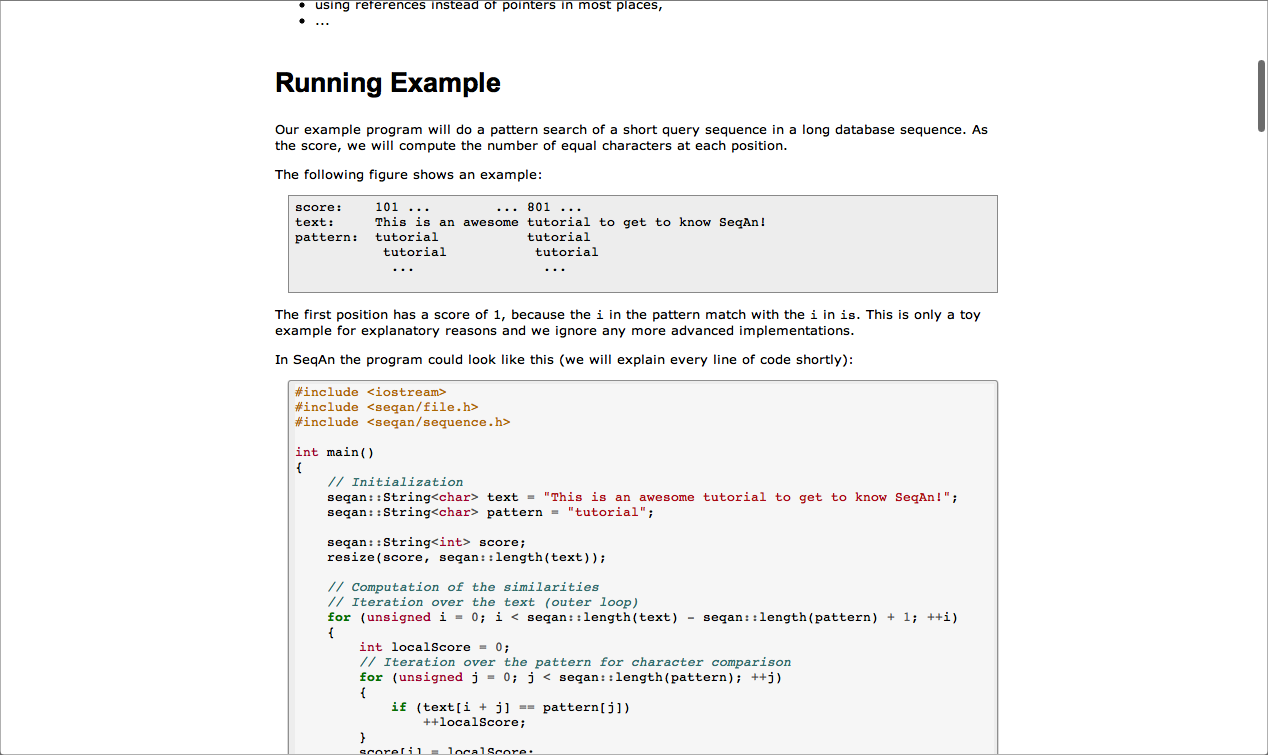 • using references instead of pointers in most places,
• ...
Running Example
Our example program will do a pattern search of a short query sequence in a long database sequence. As
the score, we will compute the number of equal characters at each position.
The following figure shows an example:
score:    101 ...        ... 801 ...
text:     This is an awesome tutorial to get to know SeqAn!
pattern:  tutorial           tutorial
           tutorial           tutorial
            ...                ...
The first position has a score of 1, because the i in the pattern match with the i in is. This is only a toy
example for explanatory reasons and we ignore any more advanced implementations.
In SeqAn the program could look like this (we will explain every line of code shortly):
#include <iostream>
#include <seqan/file.h>
#include <seqan/sequence.h>
int main()
{
    // Initialization
    seqan::String<char> text = "This is an awesome tutorial to get to know SeqAn!";
    seqan::String<char> pattern = "tutorial";
    seqan::String<int> score;
    resize(score, seqan::length(text));
    // Computation of the similarities
    // Iteration over the text (outer loop)
    for (unsigned i = 0; i < seqan::length(text) - seqan::length(pattern) + 1; ++i)
    {
        int localScore = 0;
        // Iteration over the pattern for character comparison
        for (unsigned j = 0; j < seqan::length(pattern); ++j)
        {
            if (text[i + j] == pattern[j])
                ++localScore;
        }
        score[i] = localScore;